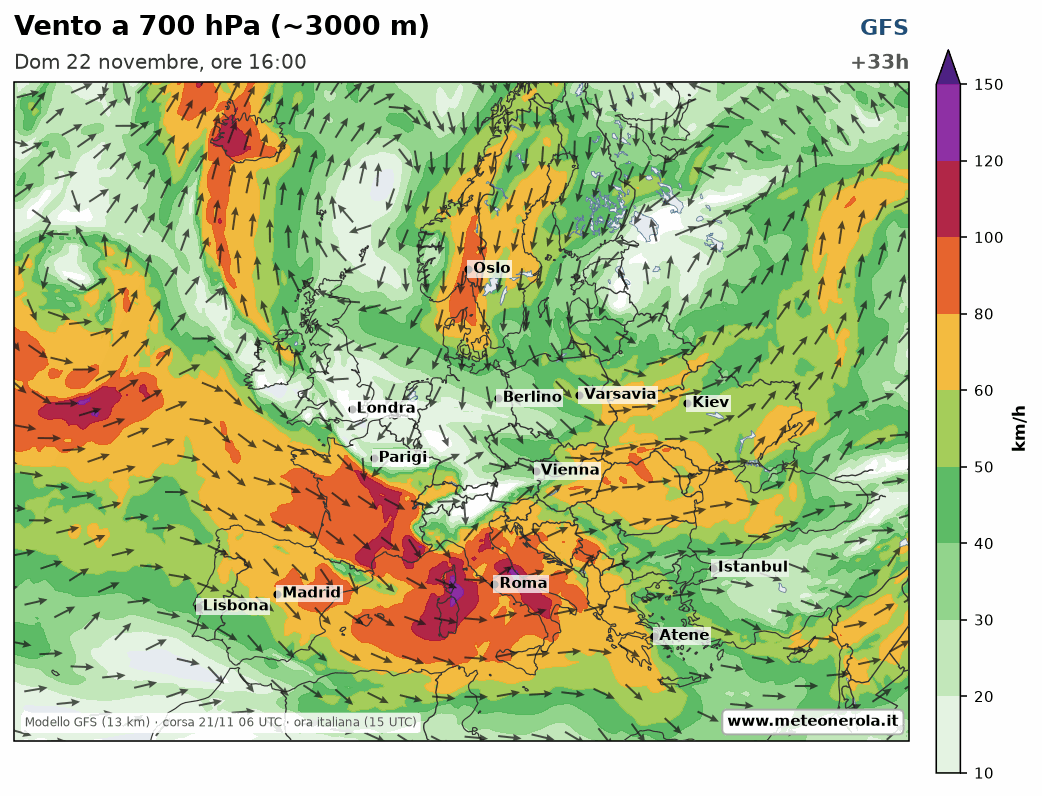 Vento a 700 hPa (~3000 m)
GFS
Dom 22 novembre, ore 16:00
+33h
150
120
100
80
60
50
40
30
20
10
km/h
Oslo
Berlino
Varsavia
Kiev
Londra
Parigi
Vienna
Istanbul
Roma
Madrid
Lisbona
Atene
Modello GFS (13 km) · corsa 21/11 06 UTC · ora italiana (15 UTC)
www.meteonerola.it